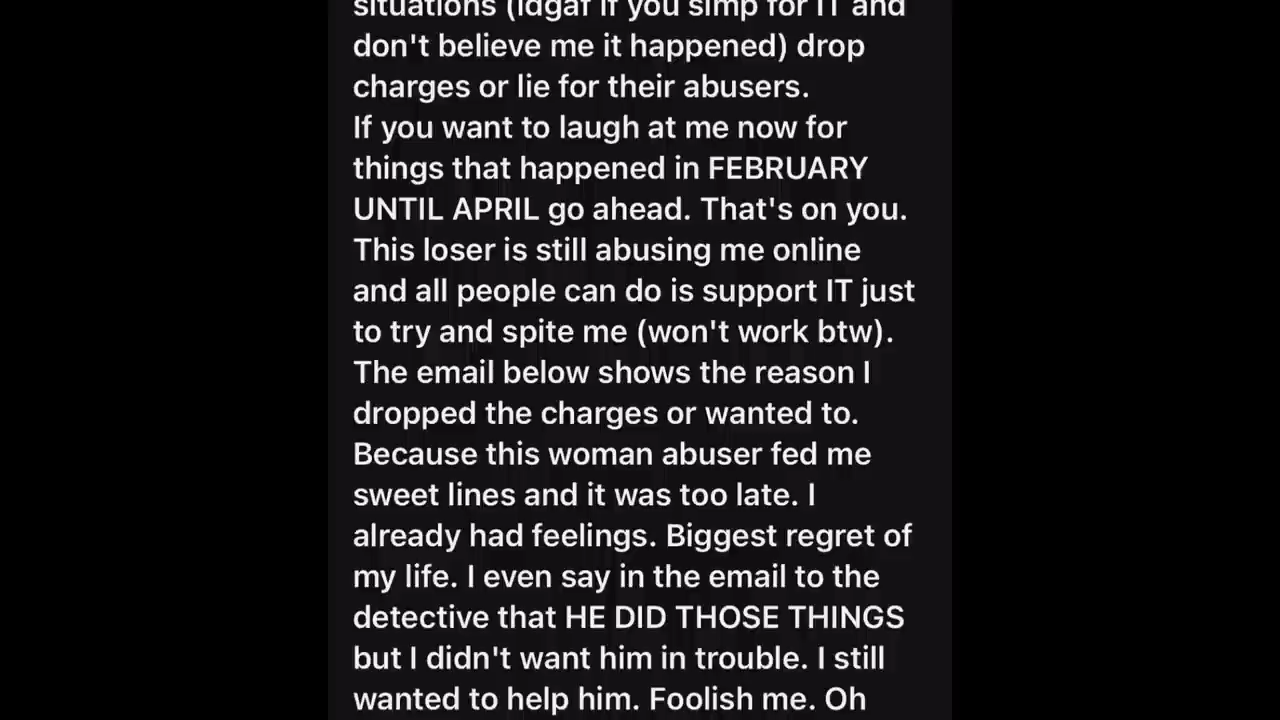 situations (idgaf if you simp for IT and
don't believe me it happened) drop
charges or lie for their abusers.
If you want to laugh at me now for
things that happened in FEBRUARY
UNTIL APRIL go ahead. That's on you.
This loser is still abusing me online
and all people can do is support IT just
to try and spite me (won't work btw).
The email below shows the reason I
dropped the charges or wanted to.
Because this woman abuser fed me
sweet lines and it was too late. I
already had feelings. Biggest regret of
my life. I even say in the email to the
detective that HE DID THOSE THINGS
but I didn't want him in trouble. I still
wanted to help him. Foolish me. Oh